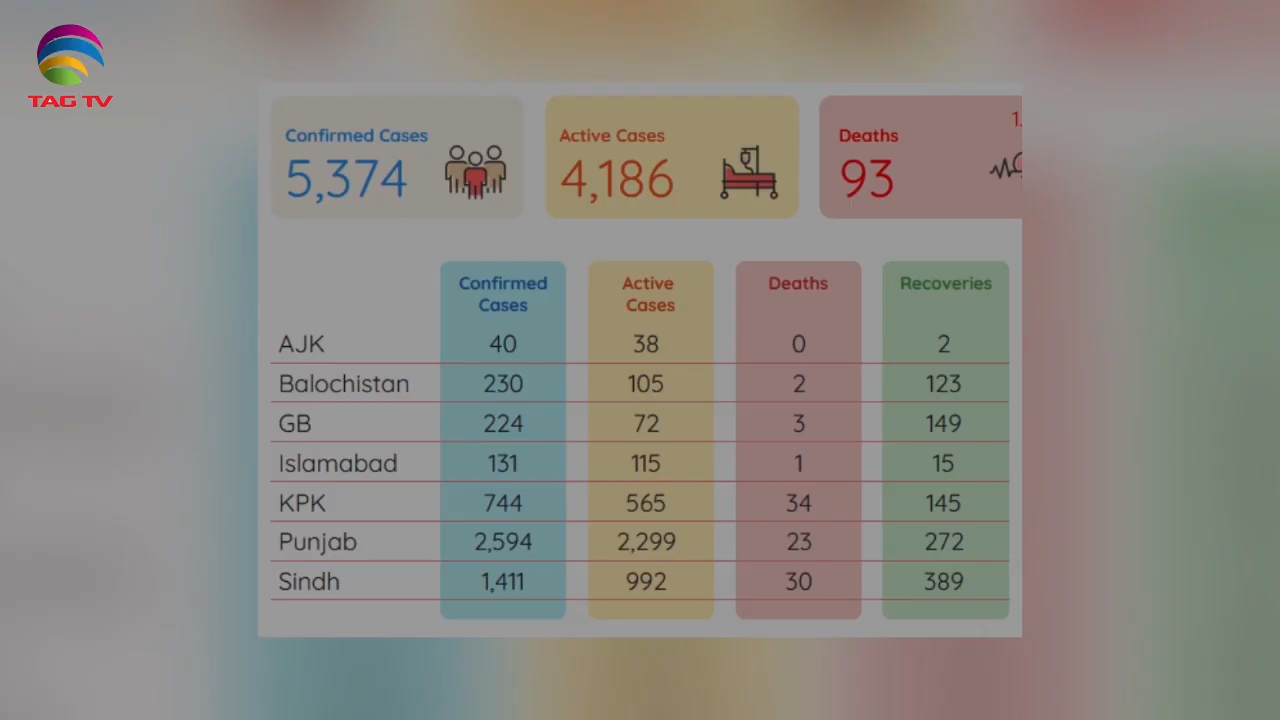 TAG TV
Confirmed Cases
5,374
Active Cases
4,186
1.
Deaths
93
Confirmed Cases
Active Cases
Deaths
Recoveries
AJK 40 38 0 2
Balochistan 230 105 2 123
GB 224 72 3 149
Islamabad 131 115 1 15
KPK 744 565 34 145
Punjab 2,594 2,299 23 272
Sindh 1,411 992 30 389